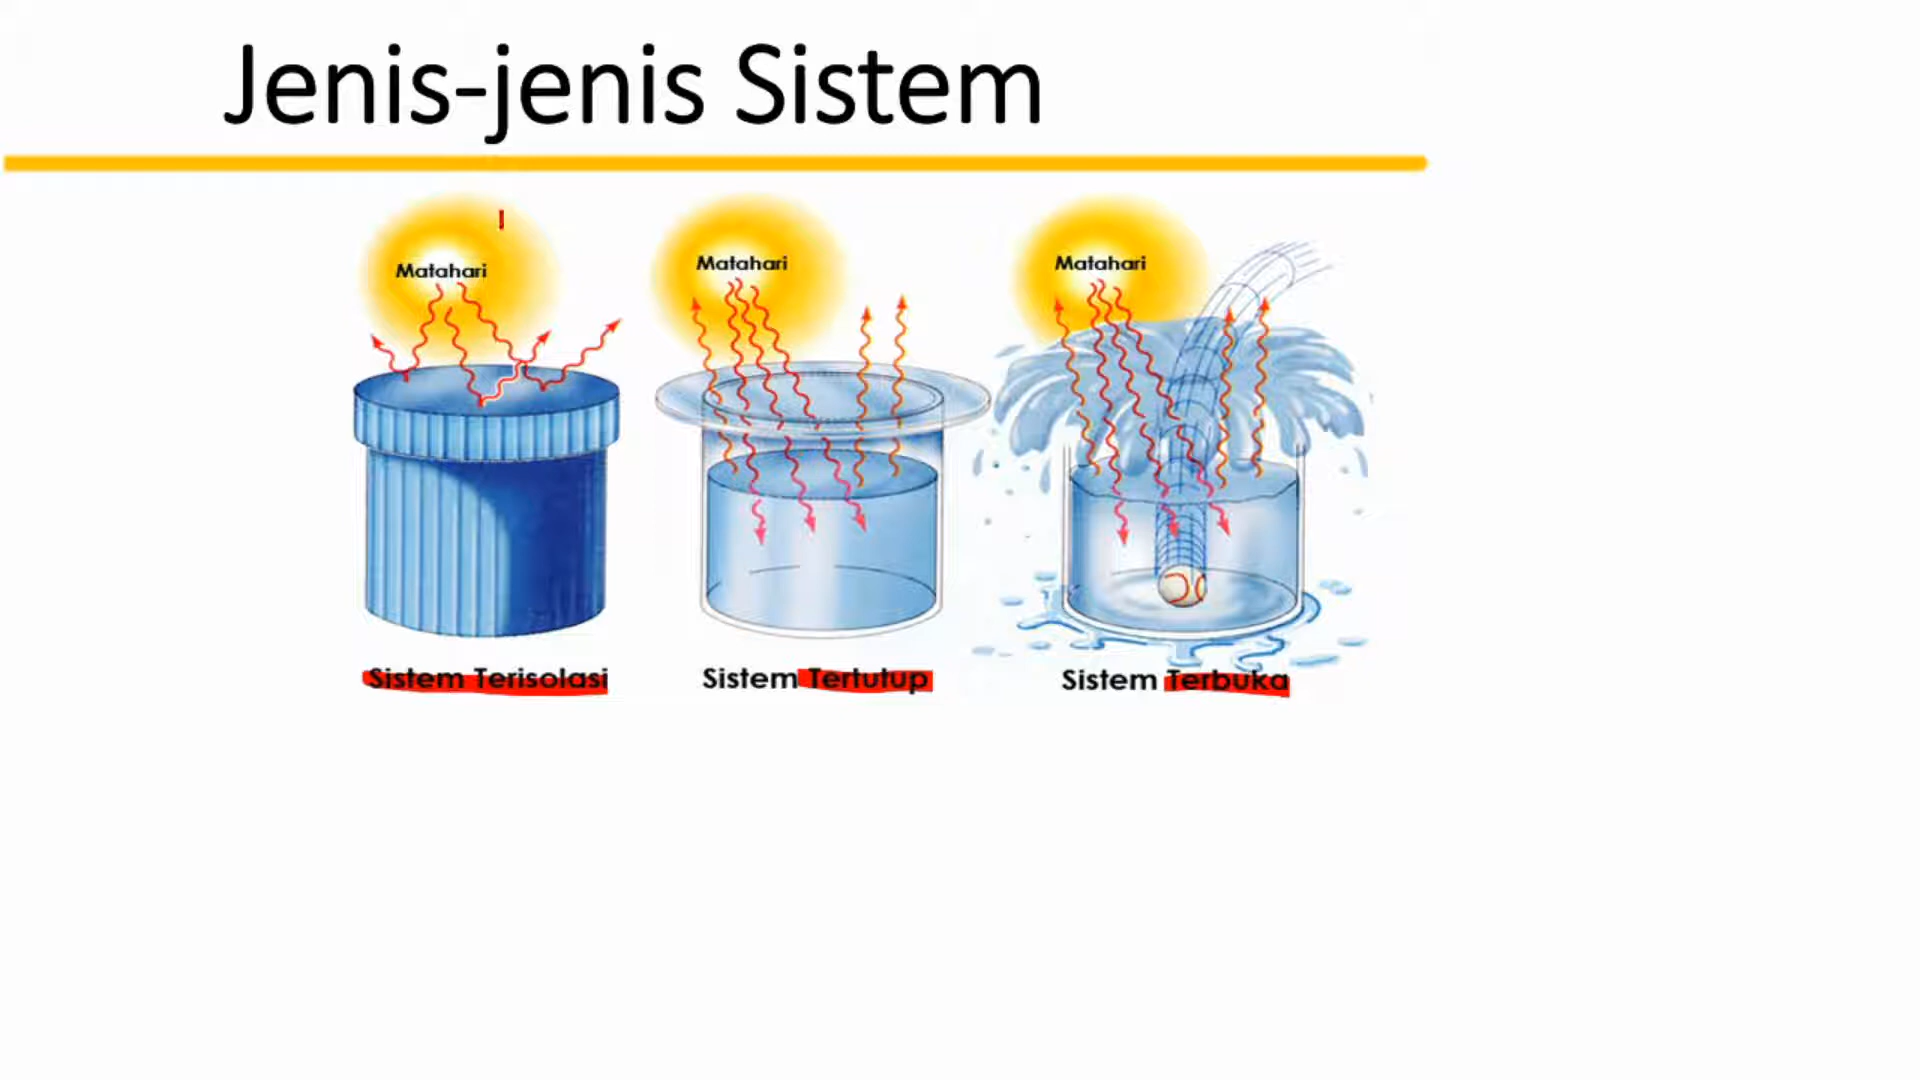 Jenis-jenis Sistem
Matahari
Matahari
Matahari
Sistem Terisolasi
Sistem Tertutup
Sistem Terbuka